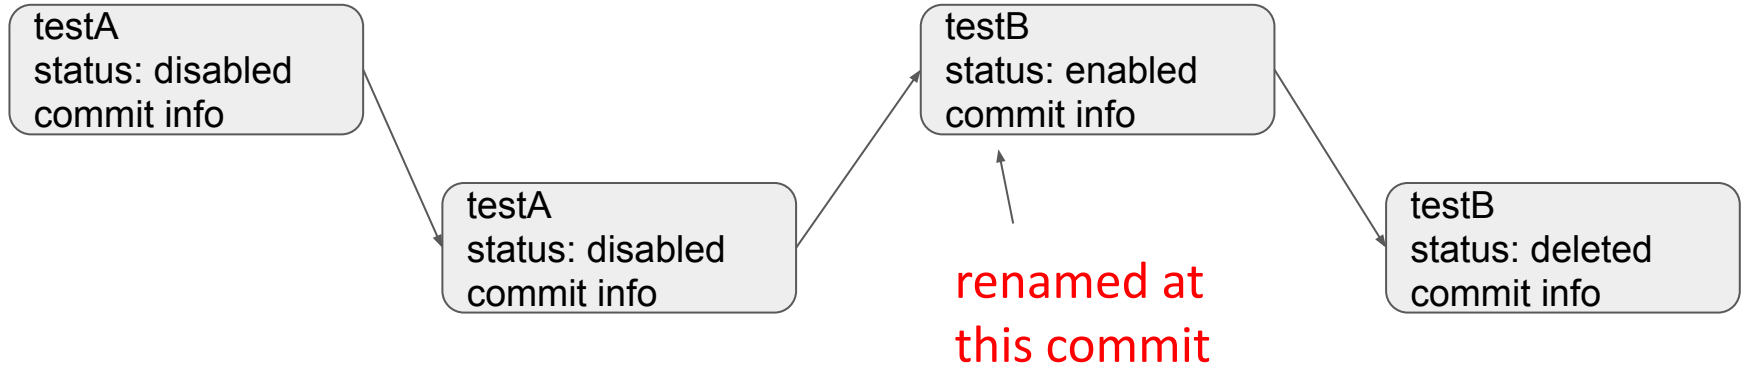 testA
status: disabled
commit info
testA
status: disabled
commit info
testB
status: enabled
commit info
renamed at
this commit
testB
status: deleted
commit info